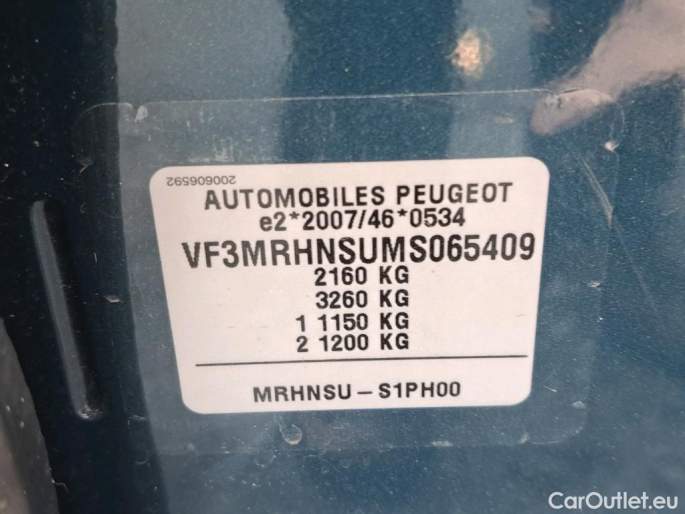 200606592
AUTOMOBILES PEUGEOT
e2*2007/46*0534
VF3MRHNSUMS065409
2160 KG
3260 KG
1 1150 KG
2 1200 KG
MRHNSU-S1PH00
CarOutlet.eu